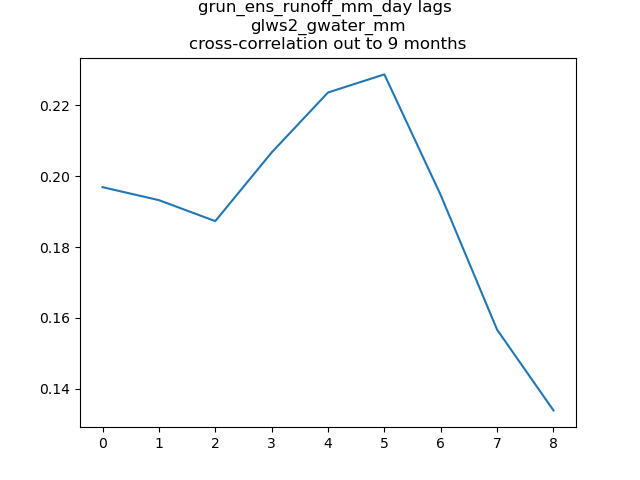 grun_ens_runoff_mm_day lags
glws2_gwater_mm
cross-correlation out to 9 months
0.22
0.20
0.18
0.16
0.14
0 1 2 3 4 5 6 7 8